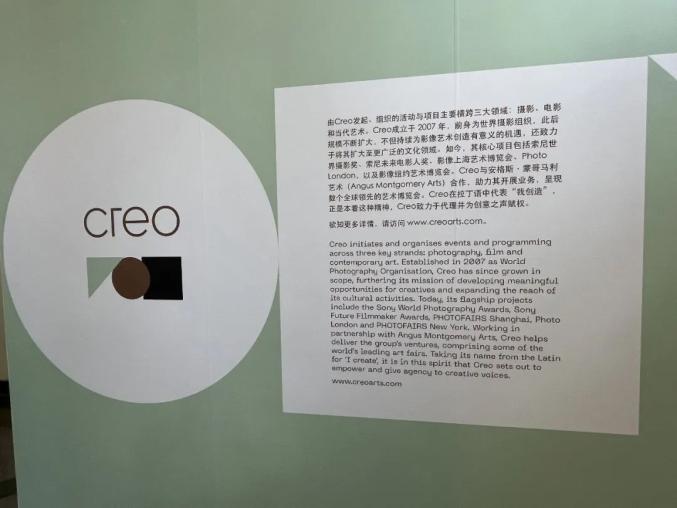 creo
由Creo发起、组织的活动与项目主要横跨三大领域：摄影、电影
和当代艺术。Creo成立于 2007 年，前身为世界摄影组织，此后
规模不断扩大，不但持续为影像艺术创造有意义的机遇，还致力
于将其扩大至更广泛的文化领域。如今，其核心项目包括索尼世
界摄影奖、索尼未来电影人奖、影像上海艺术博览会、Photo
London，以及影像纽约艺术博览会。Creo与安格斯·蒙哥马利
艺术（Angus Montgomery Arts）合作，助力其开展业务，呈现
数个全球领先的艺术博览会。Creo在拉丁语中代表“我创造”，
正是本着这种精神，Creo致力于代理并为创意之声赋权。
欲知更多详情，请访问 www.creoarts.com。
Creo initiates and organises events and programming
across three key strands: photography, film and
contemporary art. Established in 2007 as World
Photography Organisation, Creo has since grown in
scope, furthering its mission of developing meaningful
opportunities for creatives and expanding the reach of
its cultural activities. Today, its flagship projects
include the Sony World Photography Awards, Sony
Future Filmmaker Awards, PHOTOFAIRS Shanghai, Photo
London and PHOTOFAIRS New York. Working in
partnership with Angus Montgomery Arts, Creo helps
deliver the group's ventures, comprising some of the
world's leading art fairs. Taking its name from the Latin
for 'I create', it is in this spirit that Creo sets out to
empower and give agency to creative voices.
www.creoarts.com